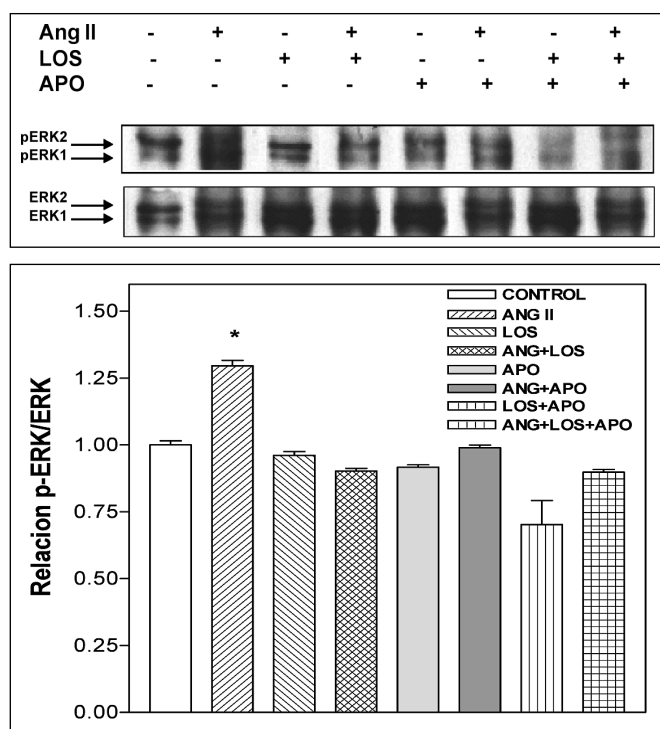 Ang II - + - + - + - +
LOS - - + + - - + +
APO - - - - + + + +
pERK2
pERK1
ERK2
ERK1
1.50
1.25
1.00
0.75
0.50
0.25
0.00
Relacion p-ERK/ERK
*
CONTROL
ANG II
LOS
ANG+LOS
APO
ANG+APO
LOS+APO
ANG+LOS+APO